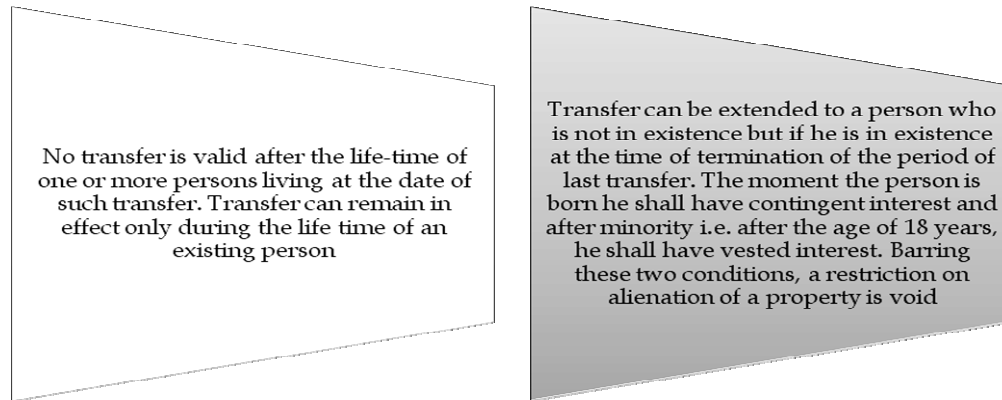 No transfer is valid after the life-time of
one or more persons living at the date of
such transfer. Transfer can remain in
effect only during the life time of an
existing person
Transfer can be extended to a person who
is not in existence but if he is in existence
at the time of termination of the period of
last transfer. The moment the person is
born he shall have contingent interest and
after minority i.e. after the age of 18 years,
he shall have vested interest. Barring
these two conditions, a restriction on
alienation of a property is void